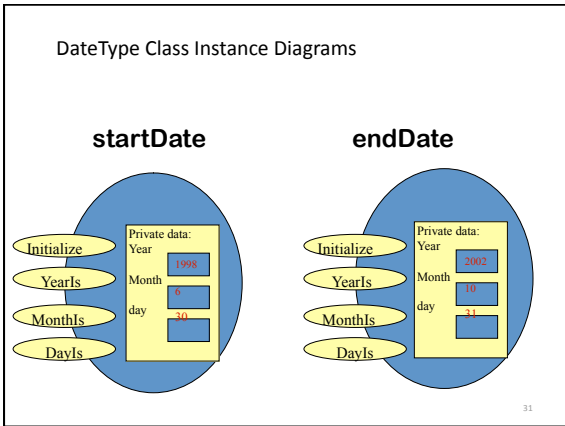 DateType Class Instance Diagrams
startDate
Initialize
YearIs
MonthIs
DayIs
Private data:
Year
1998
Month
6
day
30
endDate
Initialize
YearIs
MonthIs
DayIs
Private data:
Year
2002
Month
10
day
31
31